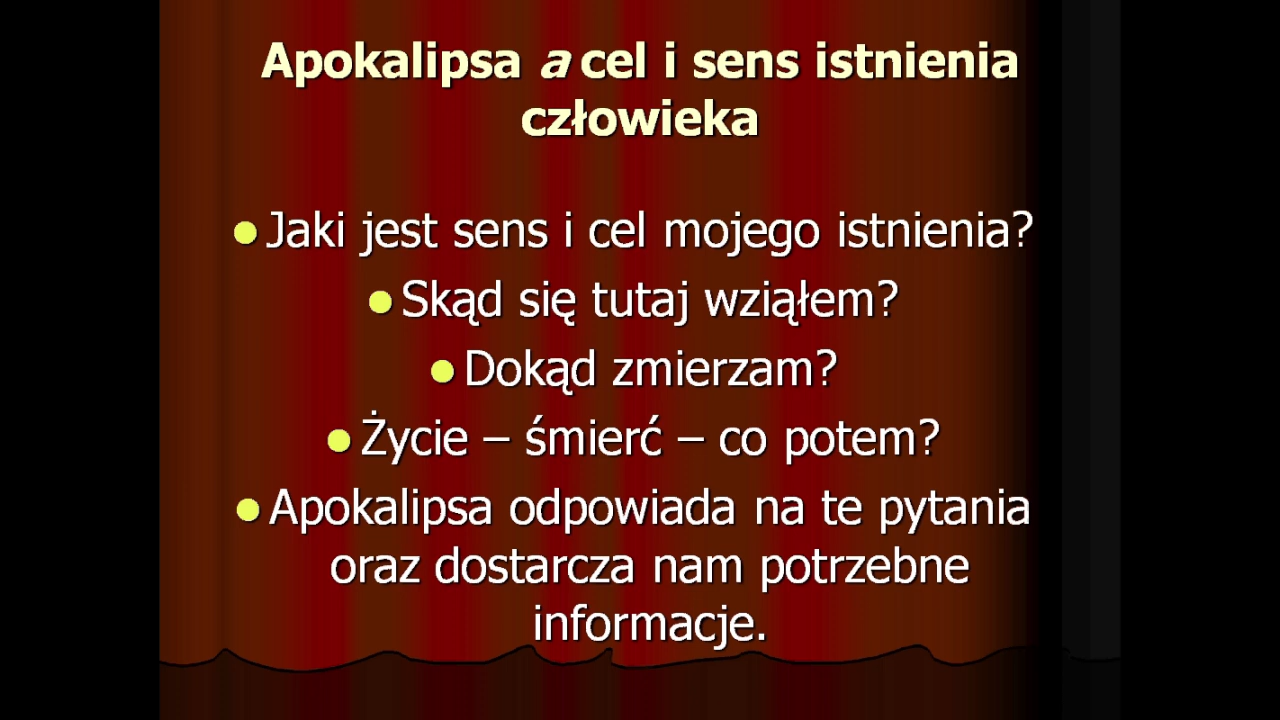 Apokalipsa a cel i sens istnienia
człowieka
● Jaki jest sens i cel mojego istnienia?
● Skąd się tutaj wziąłem?
● Dokąd zmierzam?
● Życie – śmierć – co potem?
● Apokalipsa odpowiada na te pytania
oraz dostarcza nam potrzebne
informacje.